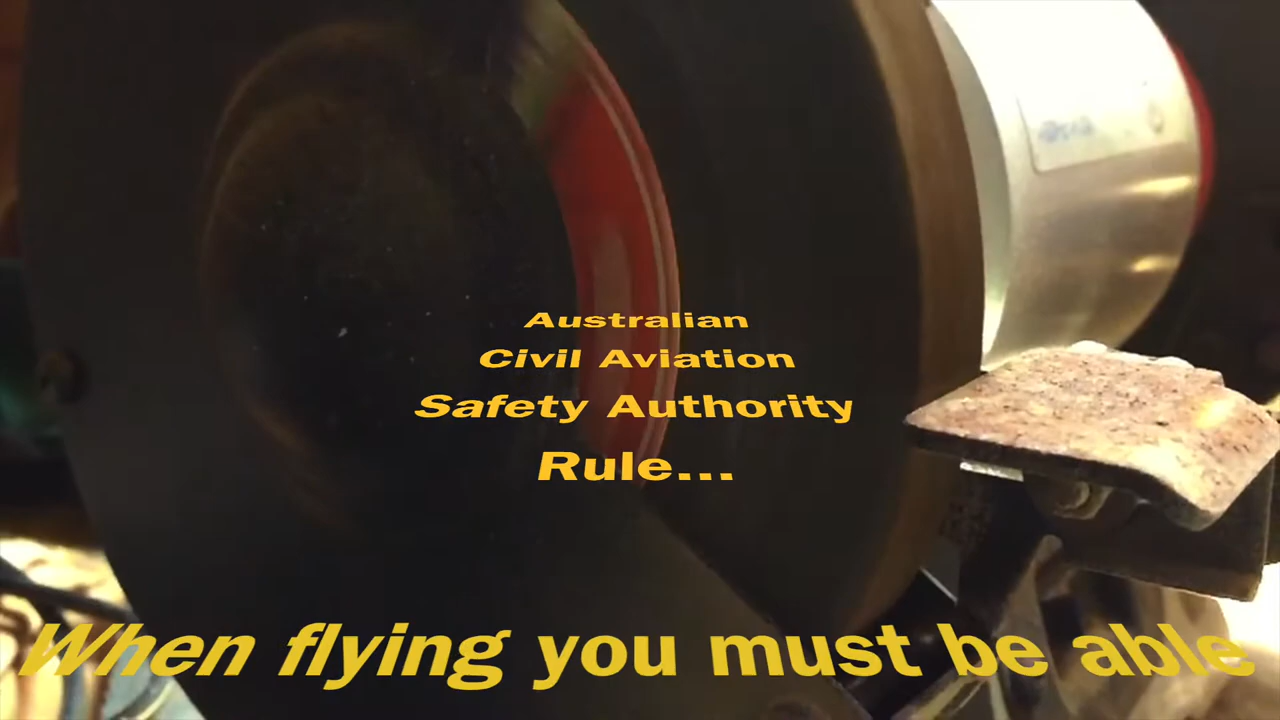 Australian
Civil Aviation
Safety Authority
Rule...
When flying you must be able